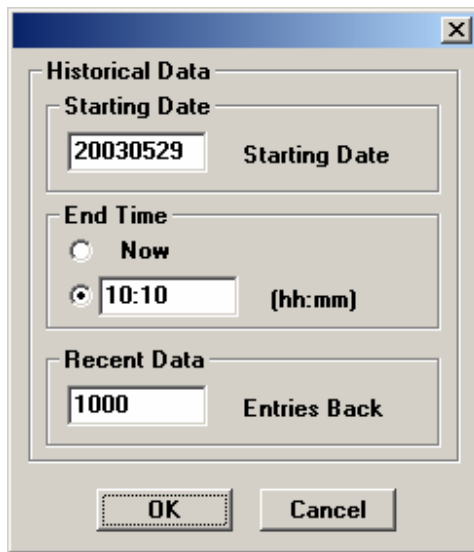 Historical Data
Starting Date
20030529 Starting Date
End Time
Now
10:10 (hh:mm)
Recent Data
1000 Entries Back
OK Cancel